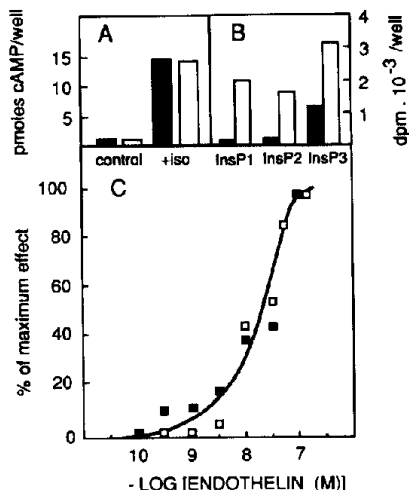 A
B
pmoles cAMP/well
15
10
5
4
3
2
1
dpm . 10⁻³ /well
control
+iso
InsP1
InsP2
InsP3
C
% of maximum effect
100
80
60
40
20
0
10
9
8
7
- LOG [ENDOTHELIN (M)]